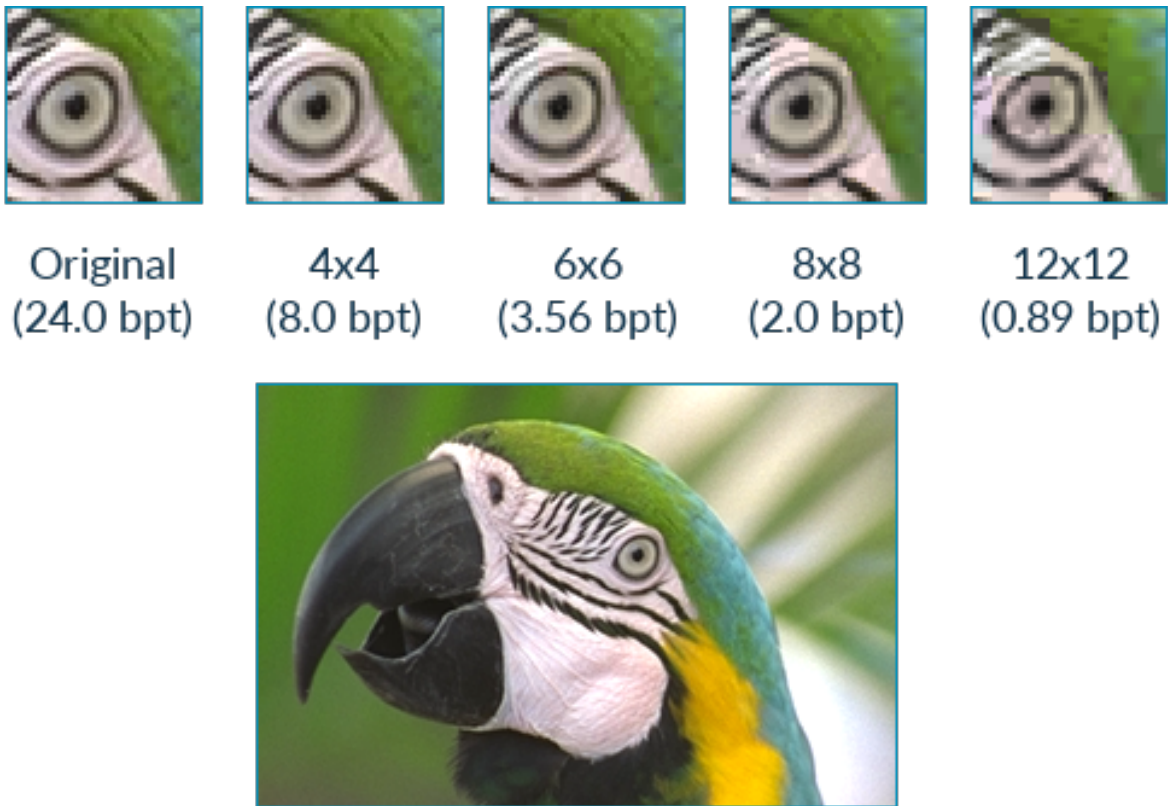 Original
(24.0 bpt)
4x4
(8.0 bpt)
6x6
(3.56 bpt)
8x8
(2.0 bpt)
12x12
(0.89 bpt)